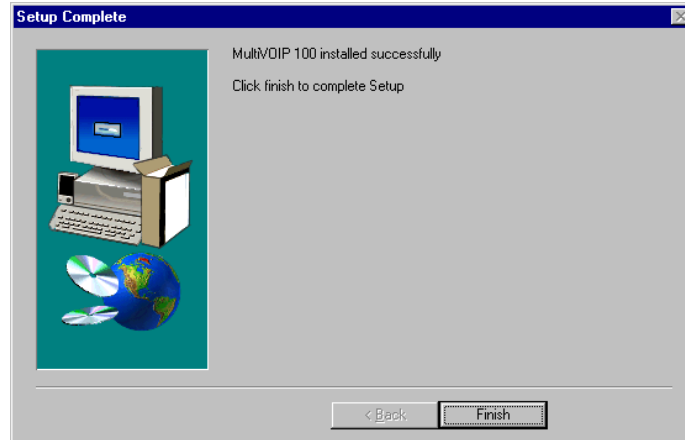 Setup Complete
MultiVOIP 100 installed successfully
Click finish to complete Setup
< Back
Finish